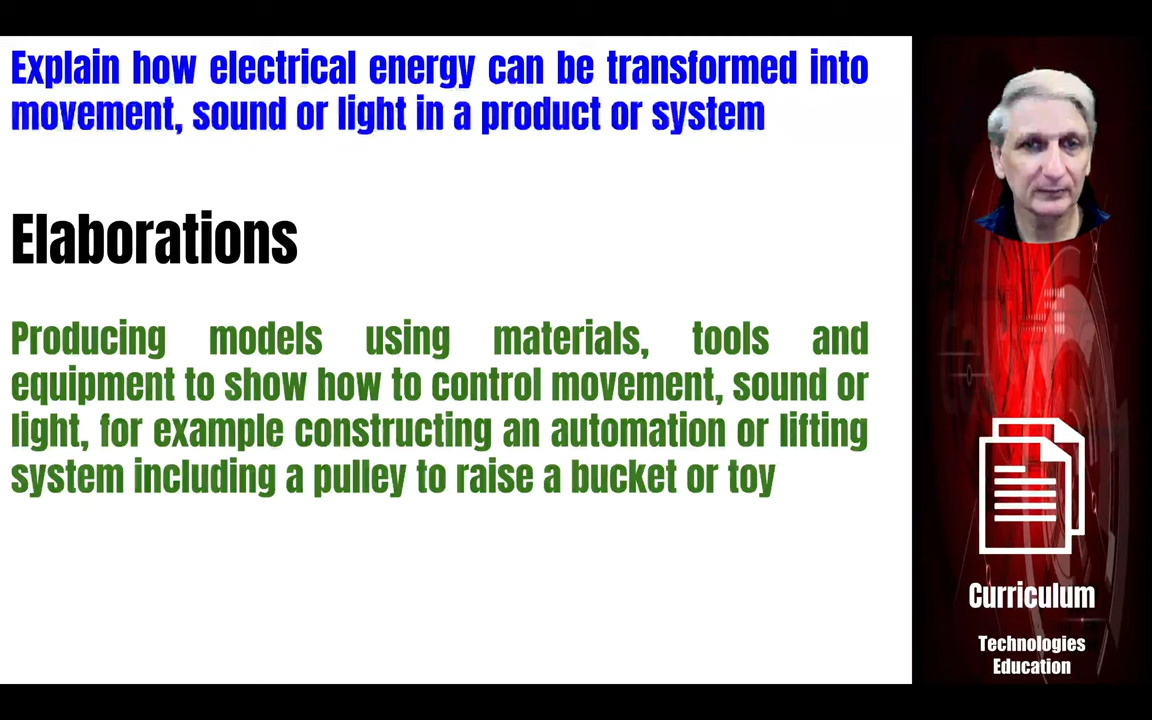 Explain how electrical energy can be transformed into
movement, sound or light in a product or system
Elaborations
Producing models using materials, tools and
equipment to show how to control movement, sound or
light, for example constructing an automation or lifting
system including a pulley to raise a bucket or toy
Curriculum
Technologies
Education